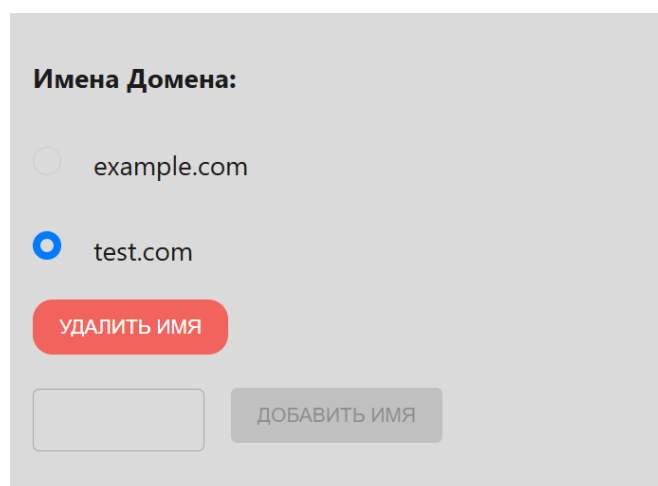 Имена Домена:
example.com
test.com
УДАЛИТЬ ИМЯ
ДОБАВИТЬ ИМЯ